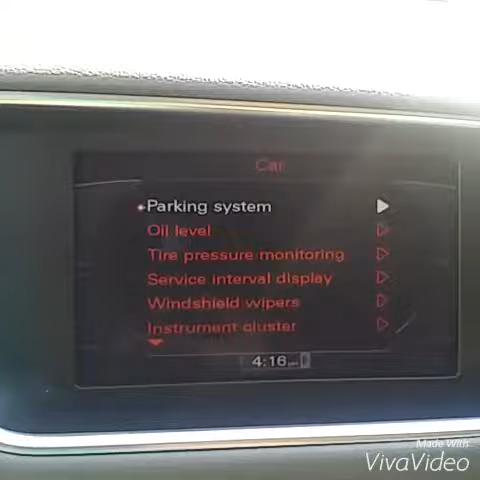 Car
Parking system
Oil level
Tire pressure monitoring
Service interval display
Windshield wipers
Instrument cluster
4:16
Made With
VivaVideo